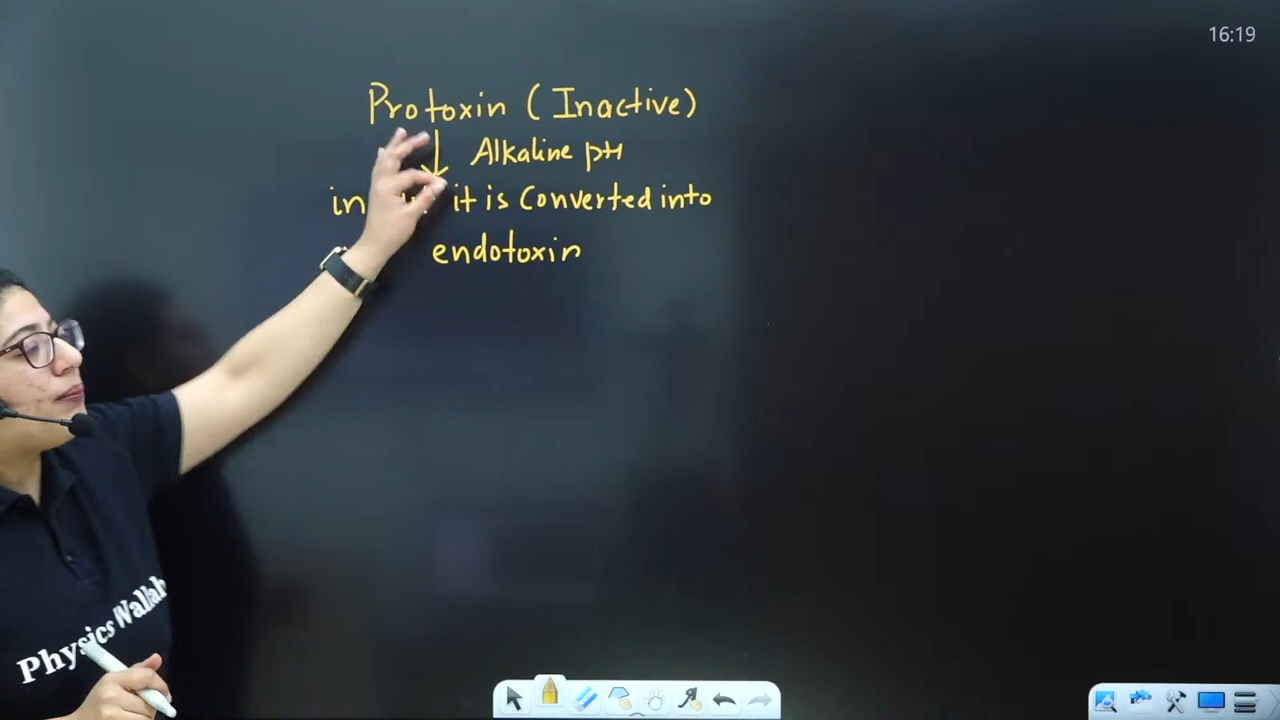 16:19
Protoxin (Inactive)
Alkaline pH
in it is Converted into
endotoxin
Physics Wallah